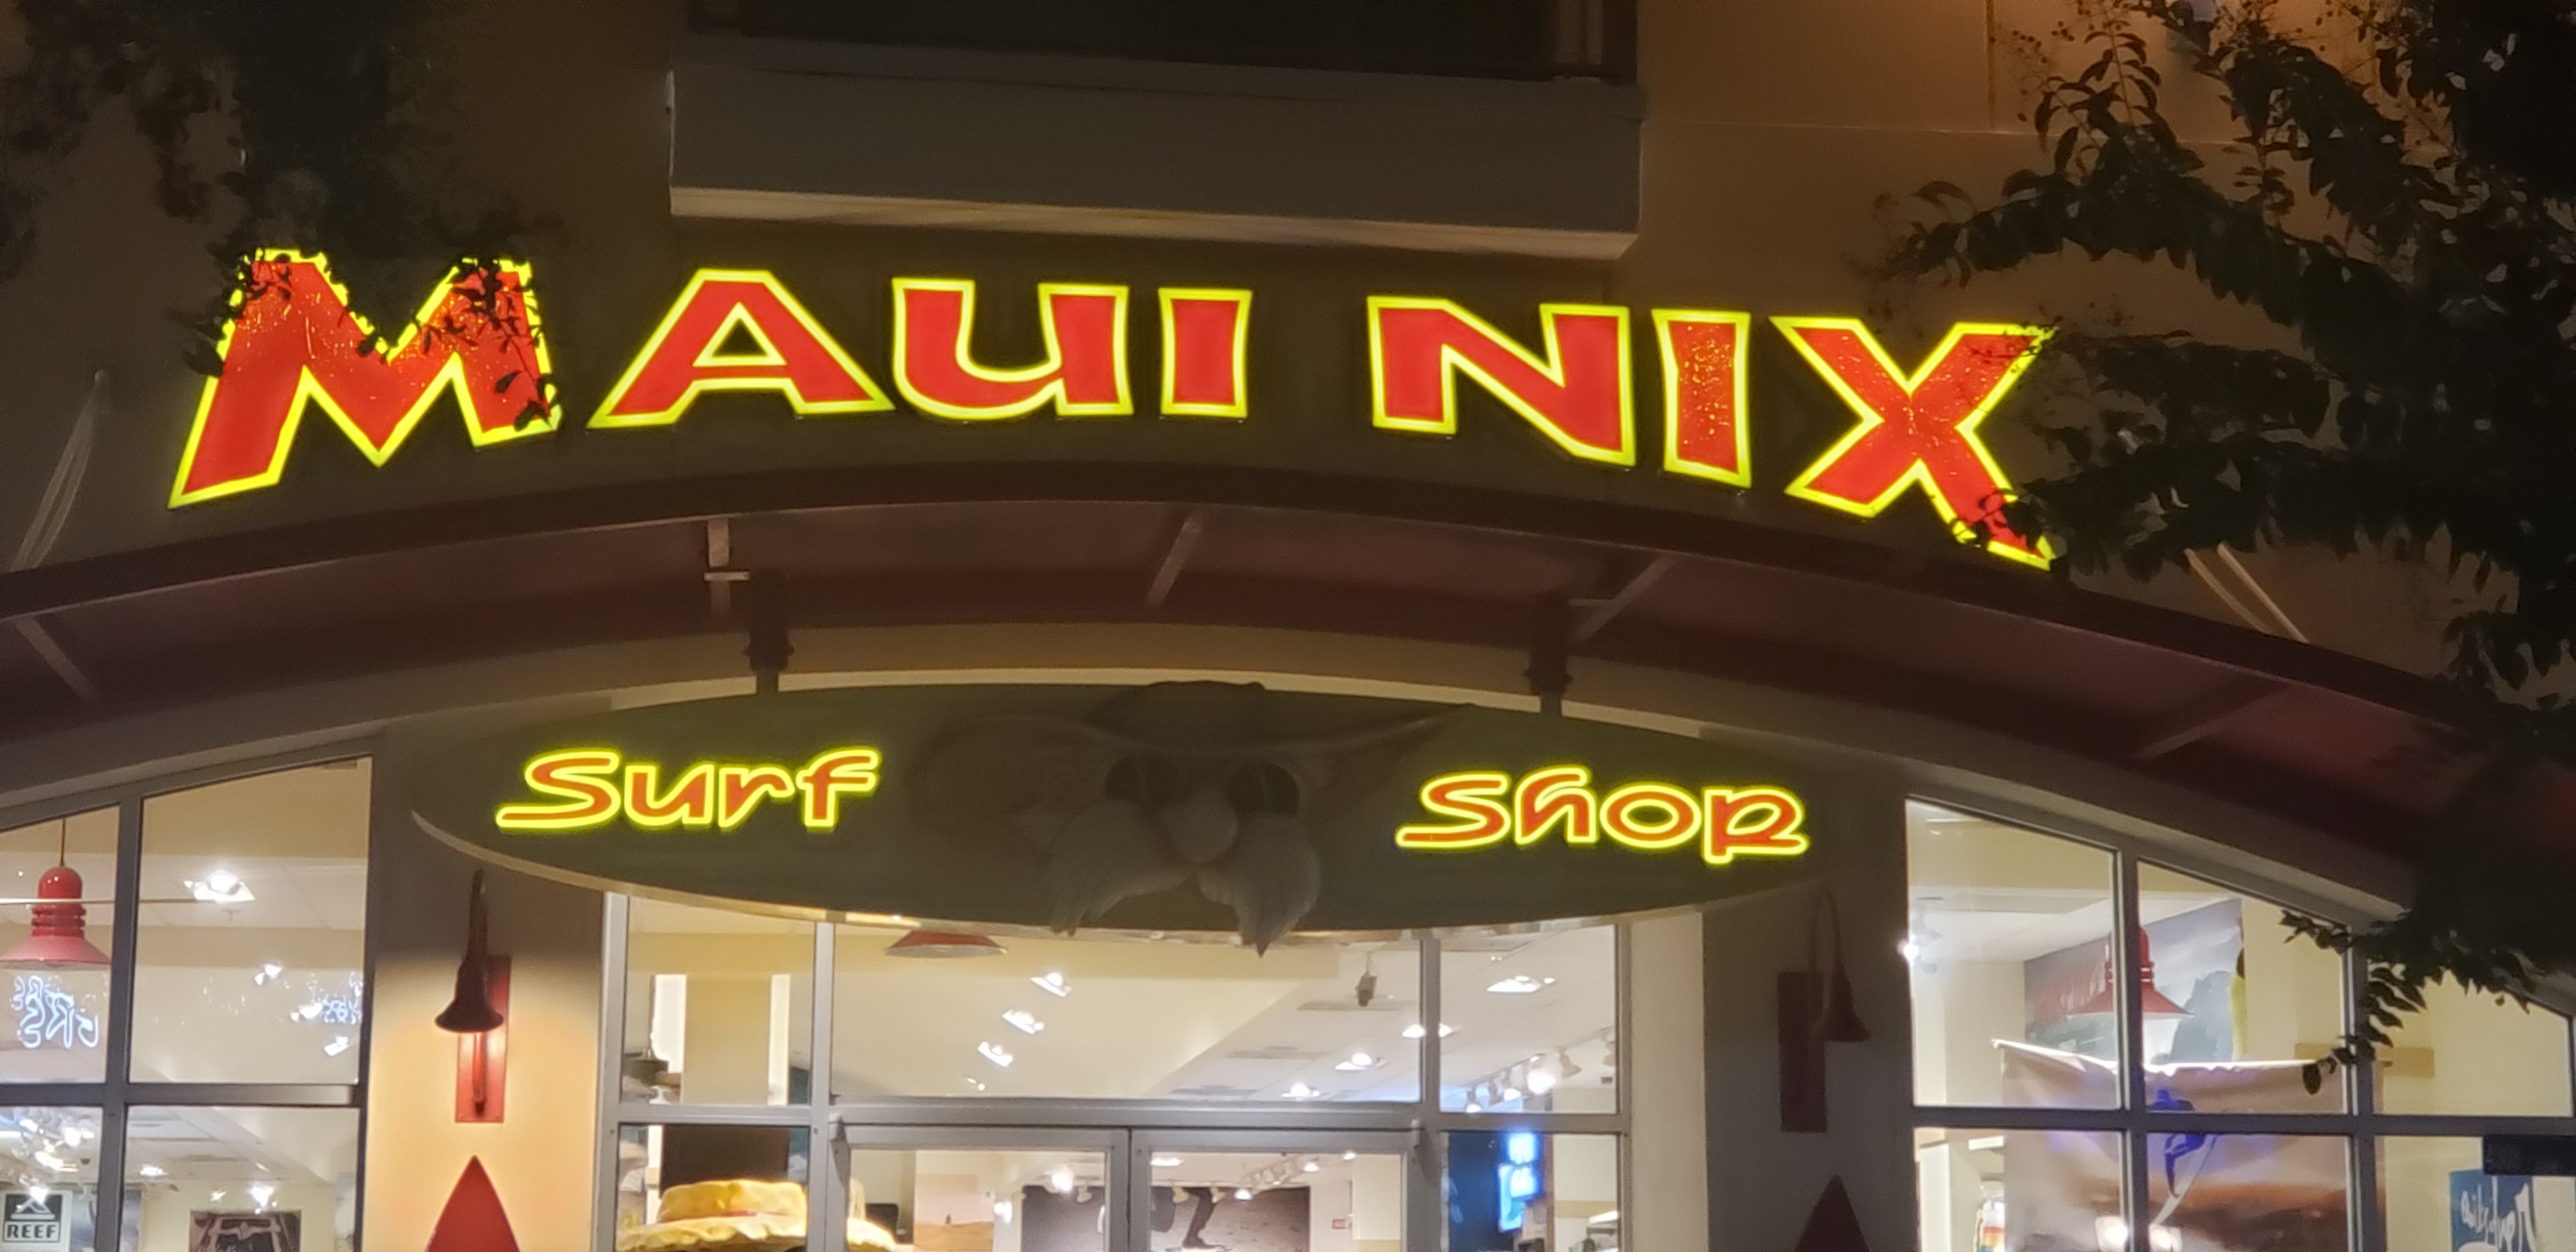 MAUI NIX
Surf Shop
REEF